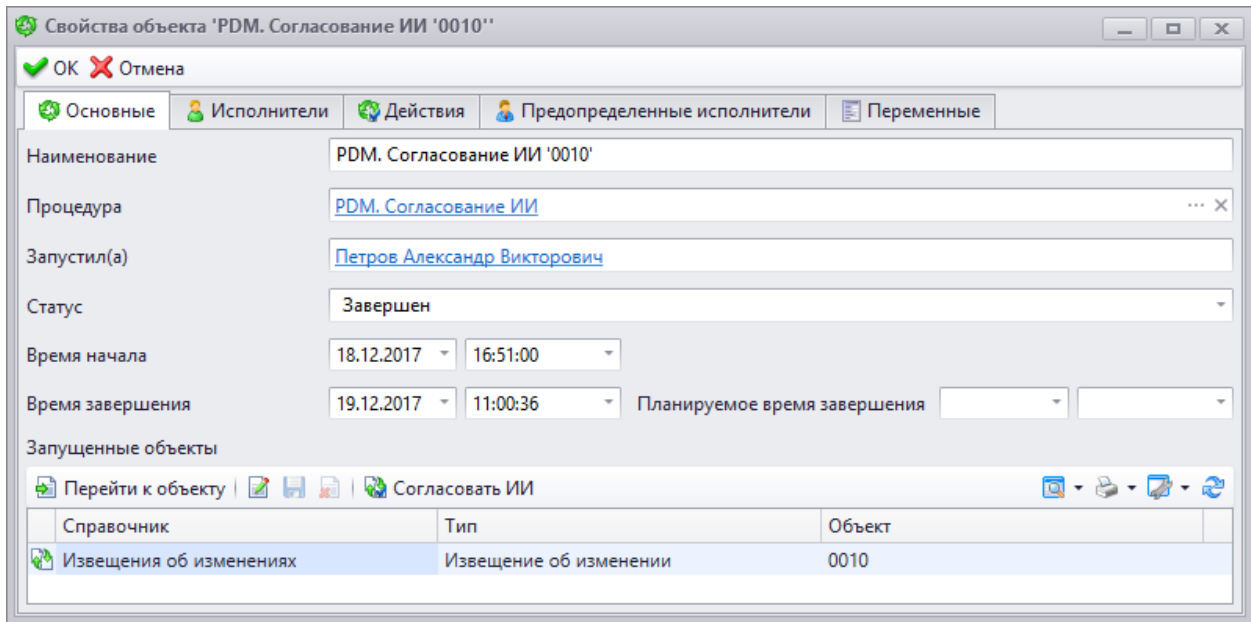 Свойства объекта 'PDM. Согласование ИИ '0010''
ОК Отмена
Основные Исполнители Действия Предопределенные исполнители Переменные
Наименование PDM. Согласование ИИ '0010'
Процедура PDM. Согласование ИИ
Запустил(а) Петров Александр Викторович
Статус Завершен
Время начала 18.12.2017 16:51:00
Время завершения 19.12.2017 11:00:36 Планируемое время завершения
Запущенные объекты
Перейти к объекту Согласовать ИИ
Справочник Тип Объект
Извещения об изменениях Извещение об изменении 0010